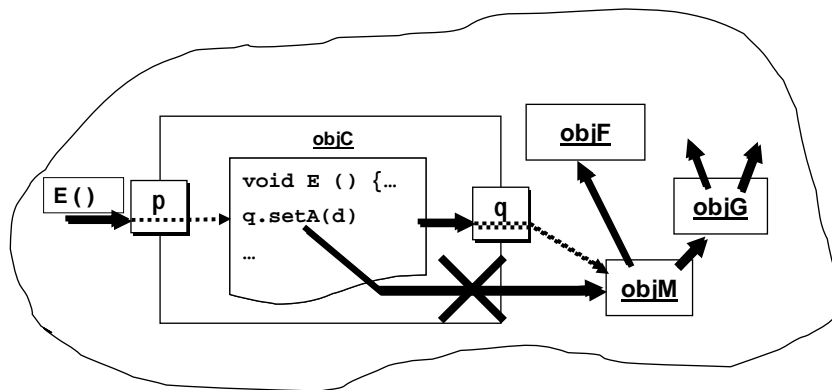 objC
objF
void E () {…
E()
p
q.setA(d)
q
objG
…
objM